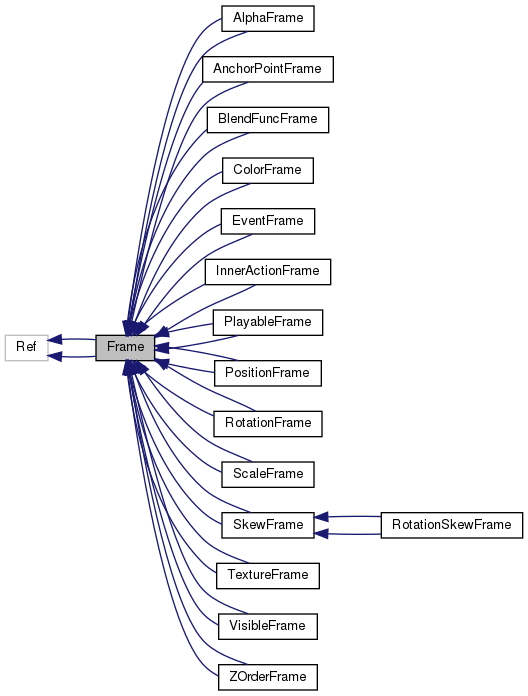 AlphaFrame
AnchorPointFrame
BlendFuncFrame
ColorFrame
EventFrame
InnerActionFrame
PlayableFrame
Ref
Frame
PositionFrame
RotationFrame
ScaleFrame
SkewFrame
RotationSkewFrame
TextureFrame
VisibleFrame
ZOrderFrame